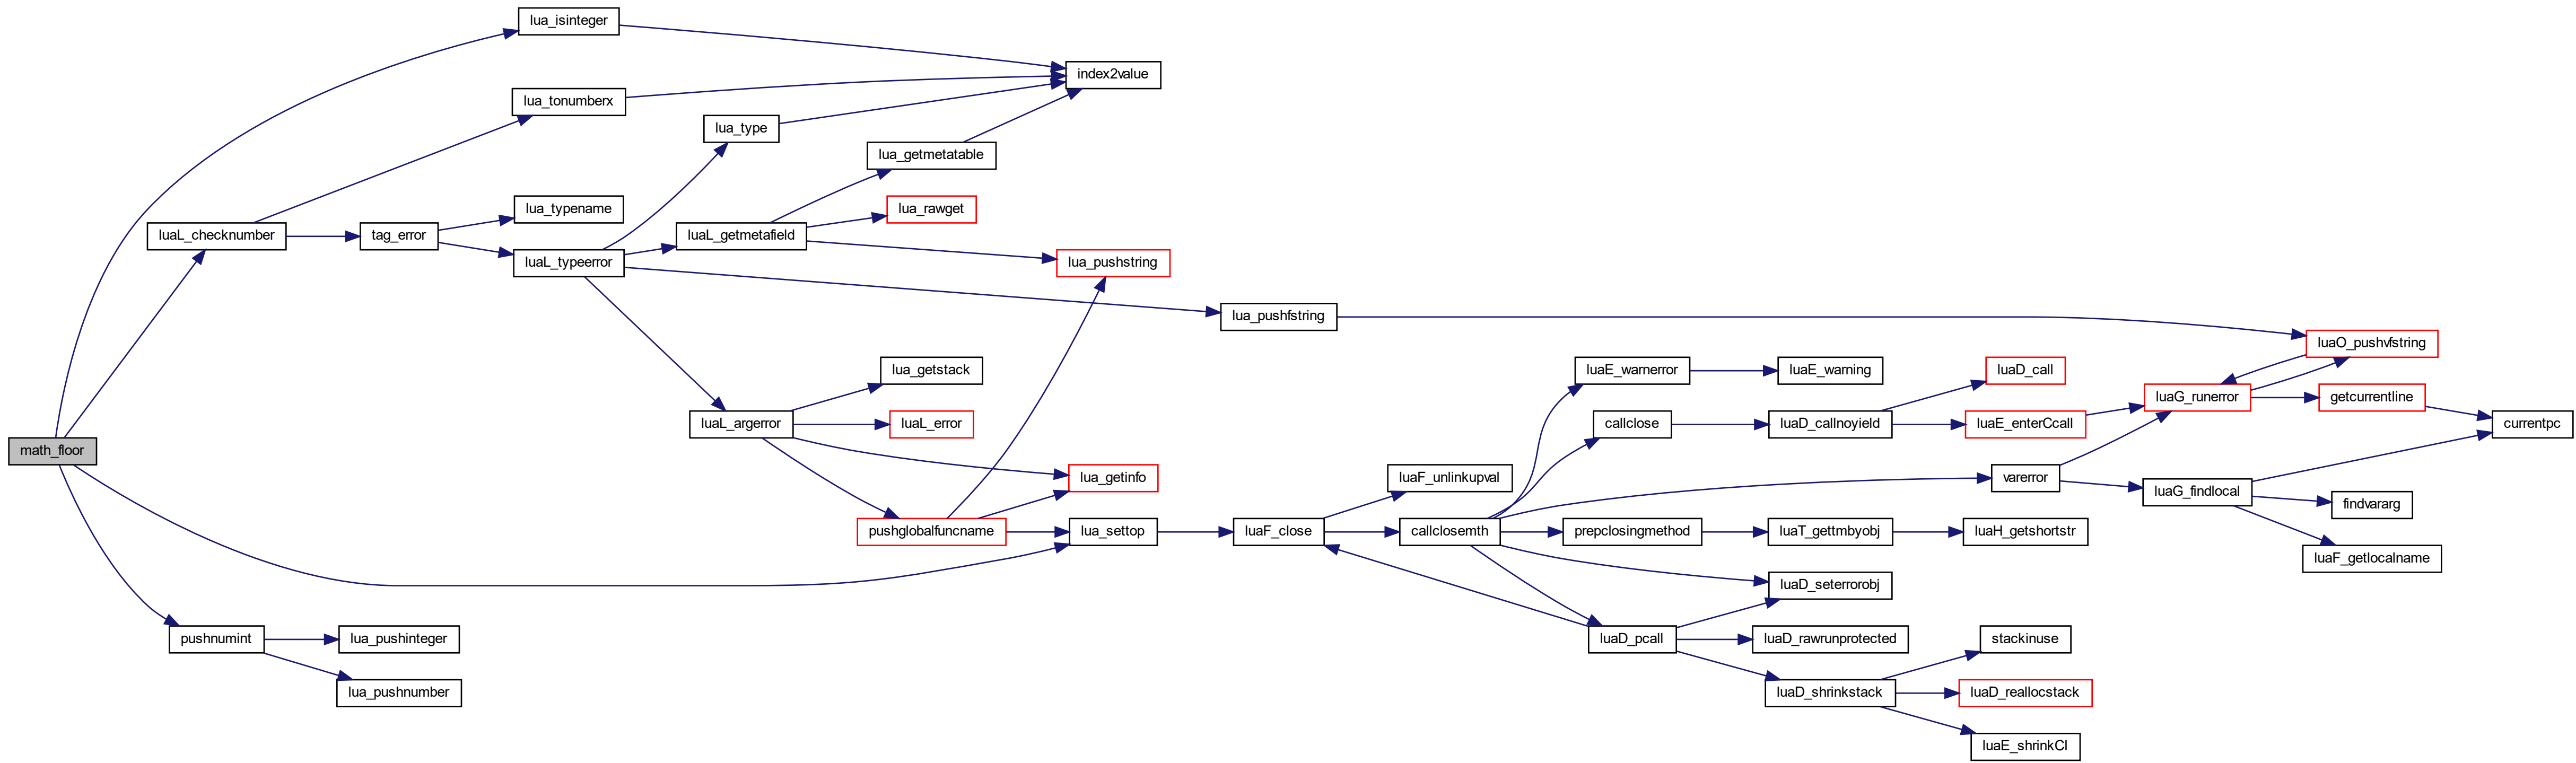 lua_isinteger
index2value
lua_tonumberx
lua_type
lua_getmetatable
lua_typename
lua_rawget
luaL_checknumber
tag_error
luaL_getmetafield
luaL_typeerror
lua_pushstring
lua_pushfstring
luaO_pushvfstring
lua_getstack
luaE_warnerror
luaE_warning
luaD_call
luaG_runerror
getcurrentline
luaL_argerror
luaL_error
callclose
luaD_callnoyield
luaE_enterCcall
currentpc
math_floor
lua_getinfo
luaF_unlinkupval
varerror
luaG_findlocal
findvararg
pushglobalfuncname
lua_settop
luaF_close
callclosemth
prepclosingmethod
luaT_gettmbyobj
luaH_getshortstr
luaF_getlocalname
luaD_seterrorobj
pushnumint
lua_pushinteger
luaD_pcall
luaD_rawrunprotected
stackinuse
lua_pushnumber
luaD_shrinkstack
luaD_reallocstack
luaE_shrinkCI